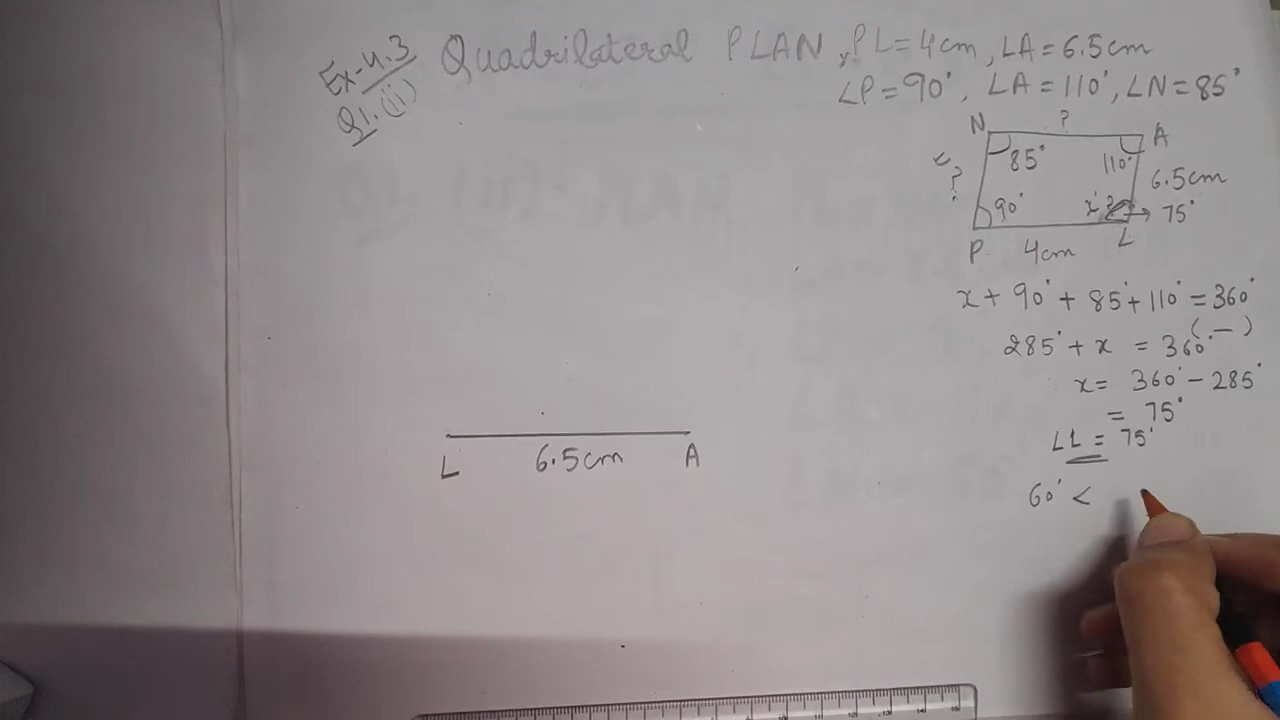 Ex-4.3
Q1.(ii)
Quadrilateral PLAN, PL=4cm, LA=6.5cm
∠P=90°, ∠A=110°, ∠N=85°
N ? A
85° 110°
? 6.5cm
90° x? 75°
P 4cm L
x+90°+85°+110°=360°
(-)
285°+x = 360°
x= 360°-285°
= 75°
∠L = 75°
60° <
L 6.5cm A